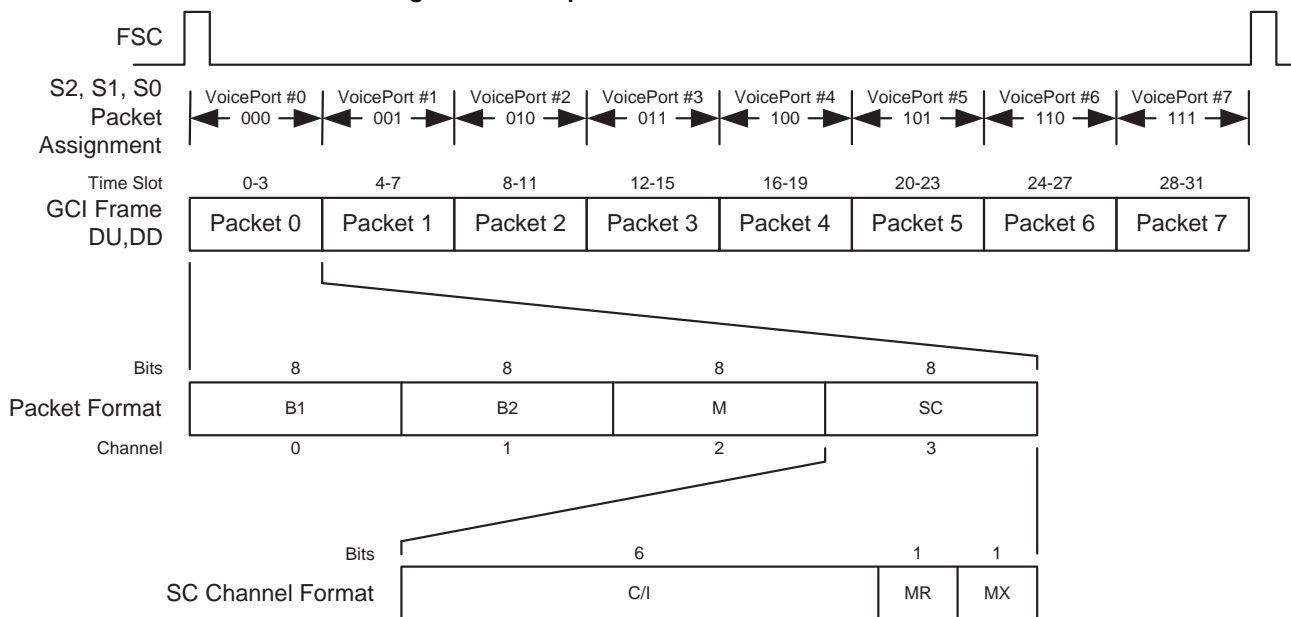 FSC
S2, S1, S0
Packet
Assignment
VoicePort #0 VoicePort #1 VoicePort #2 VoicePort #3 VoicePort #4 VoicePort #5 VoicePort #6 VoicePort #7
000 001 010 011 100 101 110 111
Time Slot 0-3 4-7 8-11 12-15 16-19 20-23 24-27 28-31
GCI Frame
DU,DD
Packet 0 Packet 1 Packet 2 Packet 3 Packet 4 Packet 5 Packet 6 Packet 7
Bits 8 8 8 8
Packet Format B1 B2 M SC
Channel 0 1 2 3
Bits 6 1 1
SC Channel Format C/I MR MX